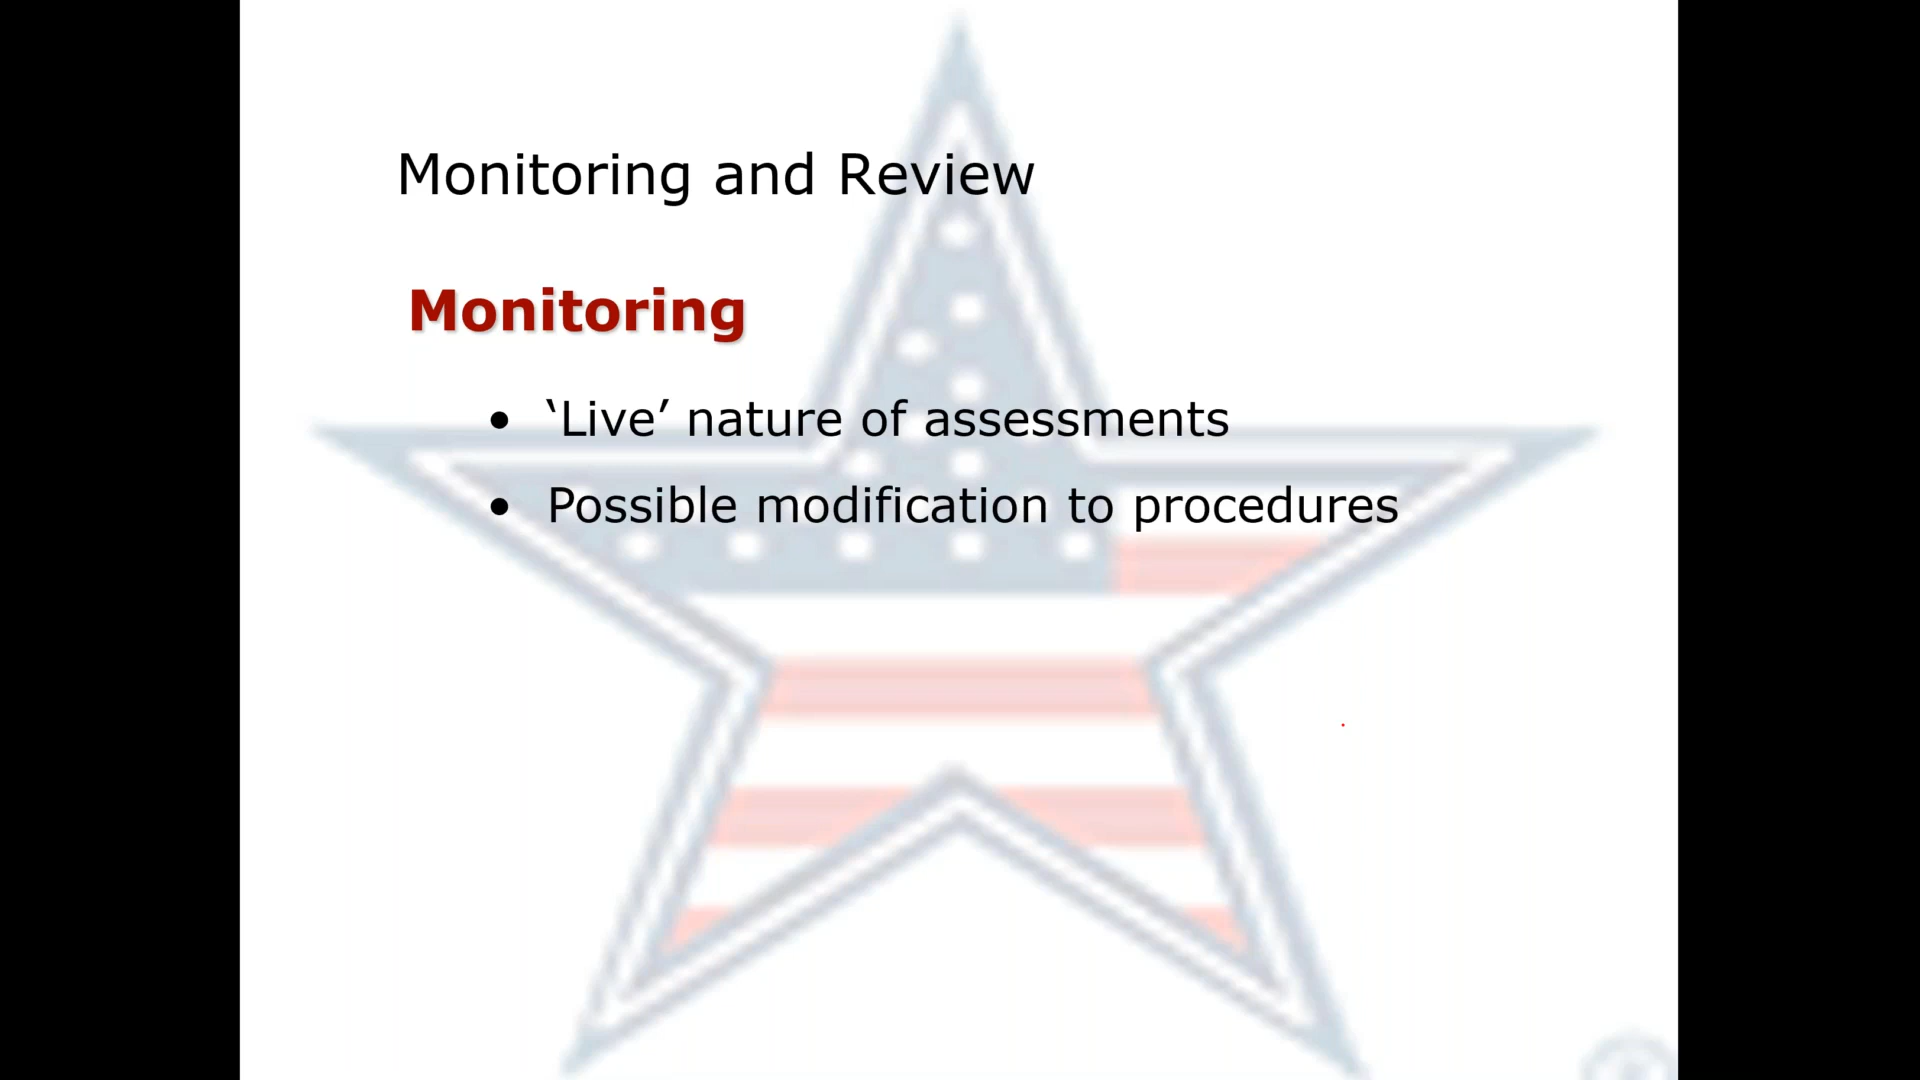 Monitoring and Review
Monitoring
• ‘Live’ nature of assessments
• Possible modification to procedures